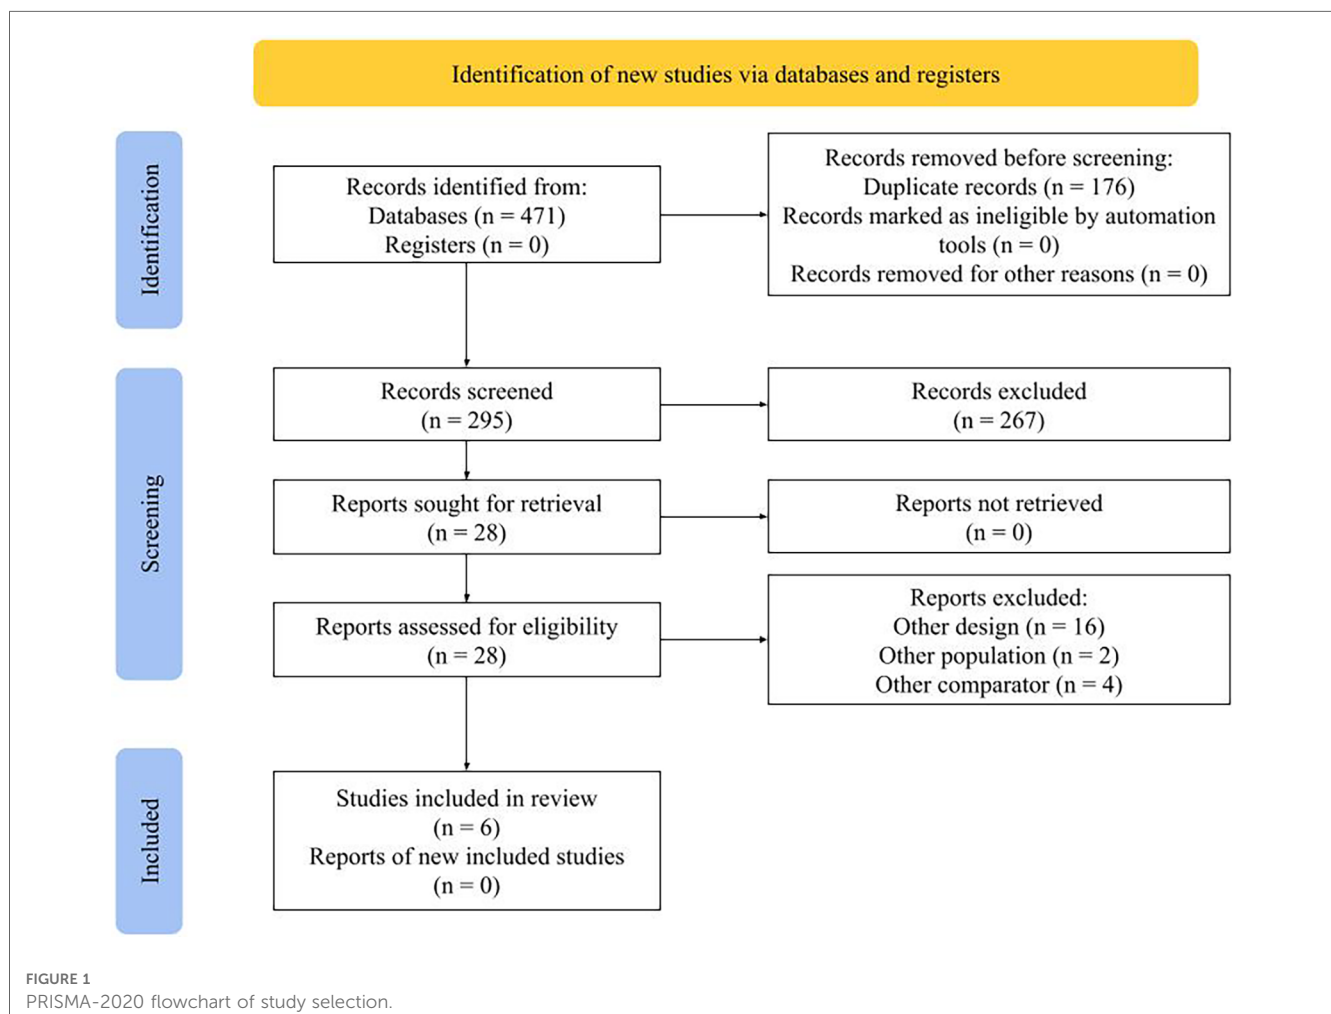 Identification of new studies via databases and registers
Identification
Records identified from:
Databases (n = 471)
Registers (n = 0)
Records removed before screening:
Duplicate records (n = 176)
Records marked as ineligible by automation
tools (n = 0)
Records removed for other reasons (n = 0)
Screening
Records screened
(n = 295)
Records excluded
(n = 267)
Reports sought for retrieval
(n = 28)
Reports not retrieved
(n = 0)
Reports assessed for eligibility
(n = 28)
Reports excluded:
Other design (n = 16)
Other population (n = 2)
Other comparator (n = 4)
Included
Studies included in review
(n = 6)
Reports of new included studies
(n = 0)
FIGURE 1
PRISMA-2020 flowchart of study selection.